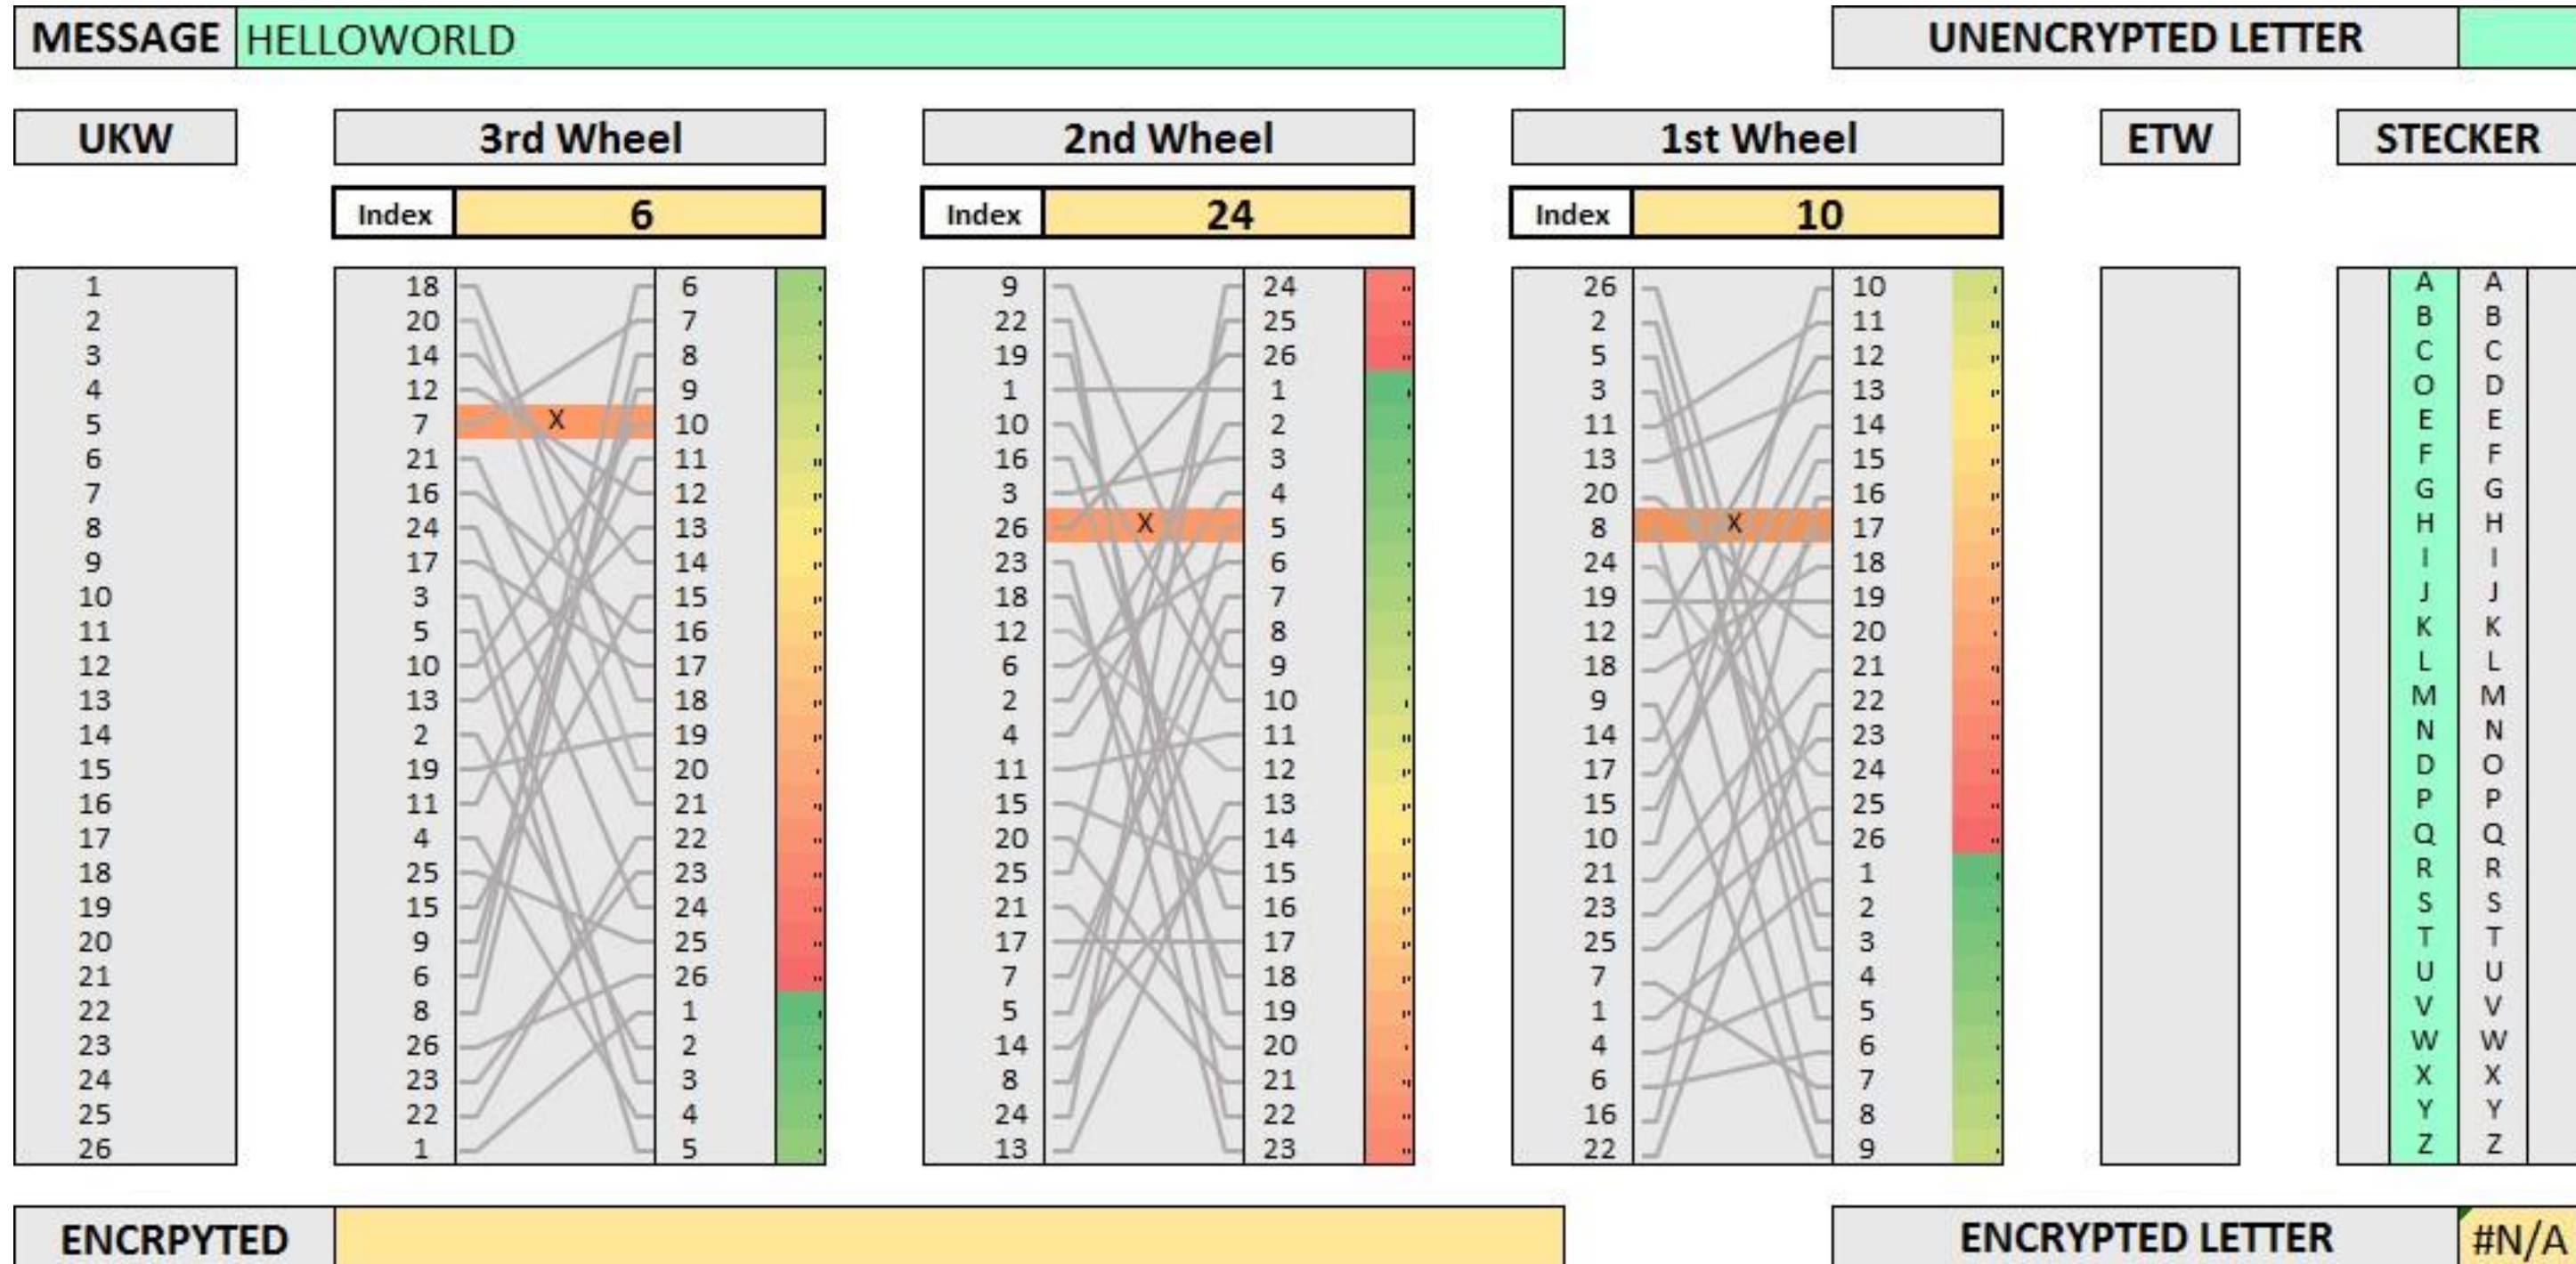 MESSAGE HELLOWORLD UNENCRYPTED LETTER
UKW 3rd Wheel 2nd Wheel 1st Wheel ETW STECKER
Index 6 Index 24 Index 10
1 18 6 9 24 26 10 A A
2 20 7 22 25 2 11 B B
3 14 8 19 26 5 12 C C
4 12 9 1 1 3 13 O D
5 7 X 10 10 2 11 14 E E
6 21 11 16 3 13 15 F F
7 16 12 3 4 20 16 G G
8 24 13 26 X 5 8 X 17 H H
9 17 14 23 6 24 18 I I
10 3 15 18 7 19 19 J J
11 5 16 12 8 12 20 K K
12 10 17 6 9 18 21 L L
13 13 18 2 10 9 22 M M
14 2 19 4 11 14 23 N N
15 19 20 11 12 17 24 D O
16 11 21 15 13 15 25 P P
17 4 22 20 14 10 26 Q Q
18 25 23 25 15 21 1 R R
19 15 24 21 16 23 2 S S
20 9 25 17 17 25 3 T T
21 6 26 7 18 7 4 U U
22 8 1 5 19 1 5 V V
23 26 2 14 20 4 6 W W
24 23 3 8 21 6 7 X X
25 22 4 24 22 16 8 Y Y
26 1 5 13 23 22 9 Z Z
ENCRPYTED ENCRYPTED LETTER #N/A